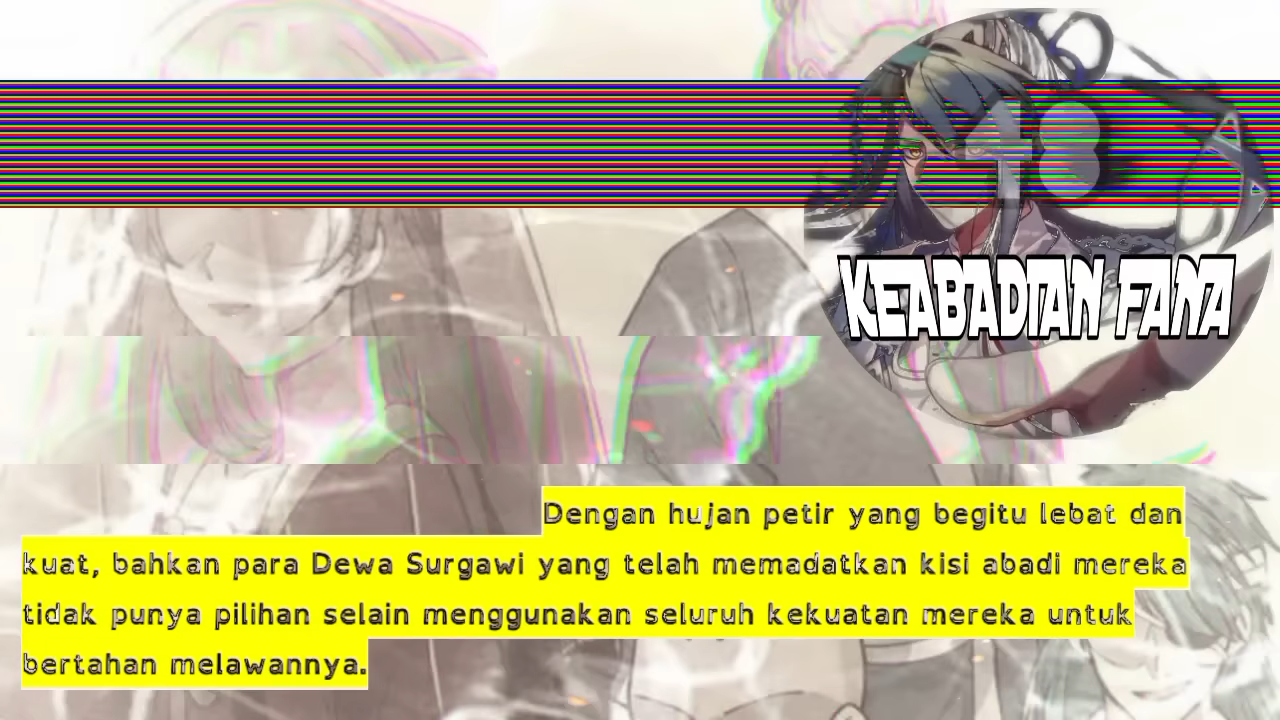 18
KEABADIAN FANA
Dengan hujan petir yang begitu lebat dan
kuat, bahkan para Dewa Surgawi yang telah memadatkan kisi abadi mereka
tidak punya pilihan selain menggunakan seluruh kekuatan mereka untuk
bertahan melawannya.